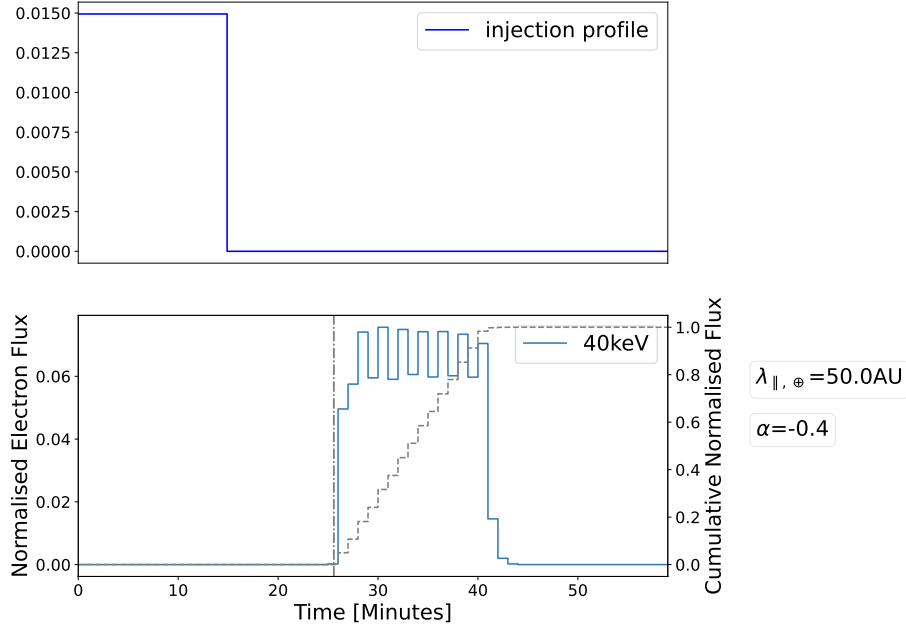 0.0150
0.0125
0.0100
0.0075
0.0050
0.0025
0.0000
injection profile
Normalised Electron Flux
0.06
0.04
0.02
0.00
40keV
1.0
0.8
0.6
0.4
0.2
0.0
Cumulative Normalised Flux
0 10 20 30 40 50
Time [Minutes]
λ∥, ⊕=50.0AU
α=-0.4